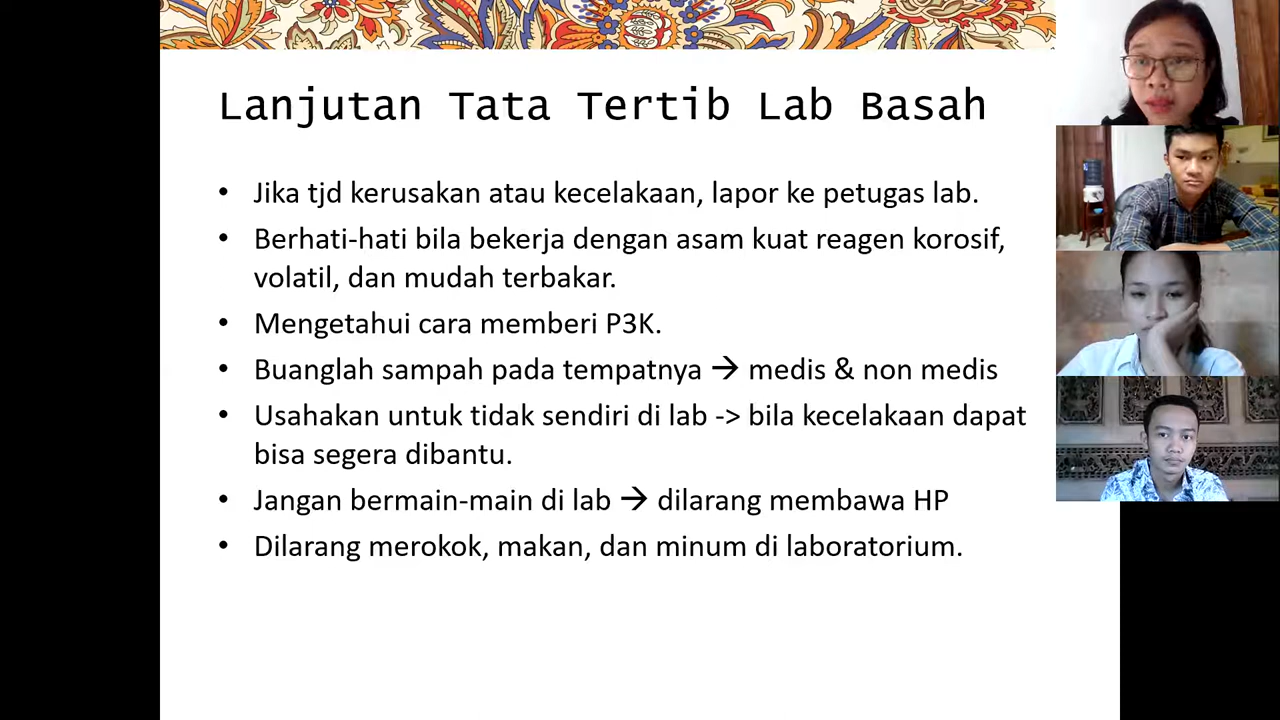 Lanjutan Tata Tertib Lab Basah
• Jika tjd kerusakan atau kecelakaan, lapor ke petugas lab.
• Berhati-hati bila bekerja dengan asam kuat reagen korosif,
volatil, dan mudah terbakar.
• Mengetahui cara memberi P3K.
• Buanglah sampah pada tempatnya → medis & non medis
• Usahakan untuk tidak sendiri di lab -> bila kecelakaan dapat
bisa segera dibantu.
• Jangan bermain-main di lab → dilarang membawa HP
• Dilarang merokok, makan, dan minum di laboratorium.